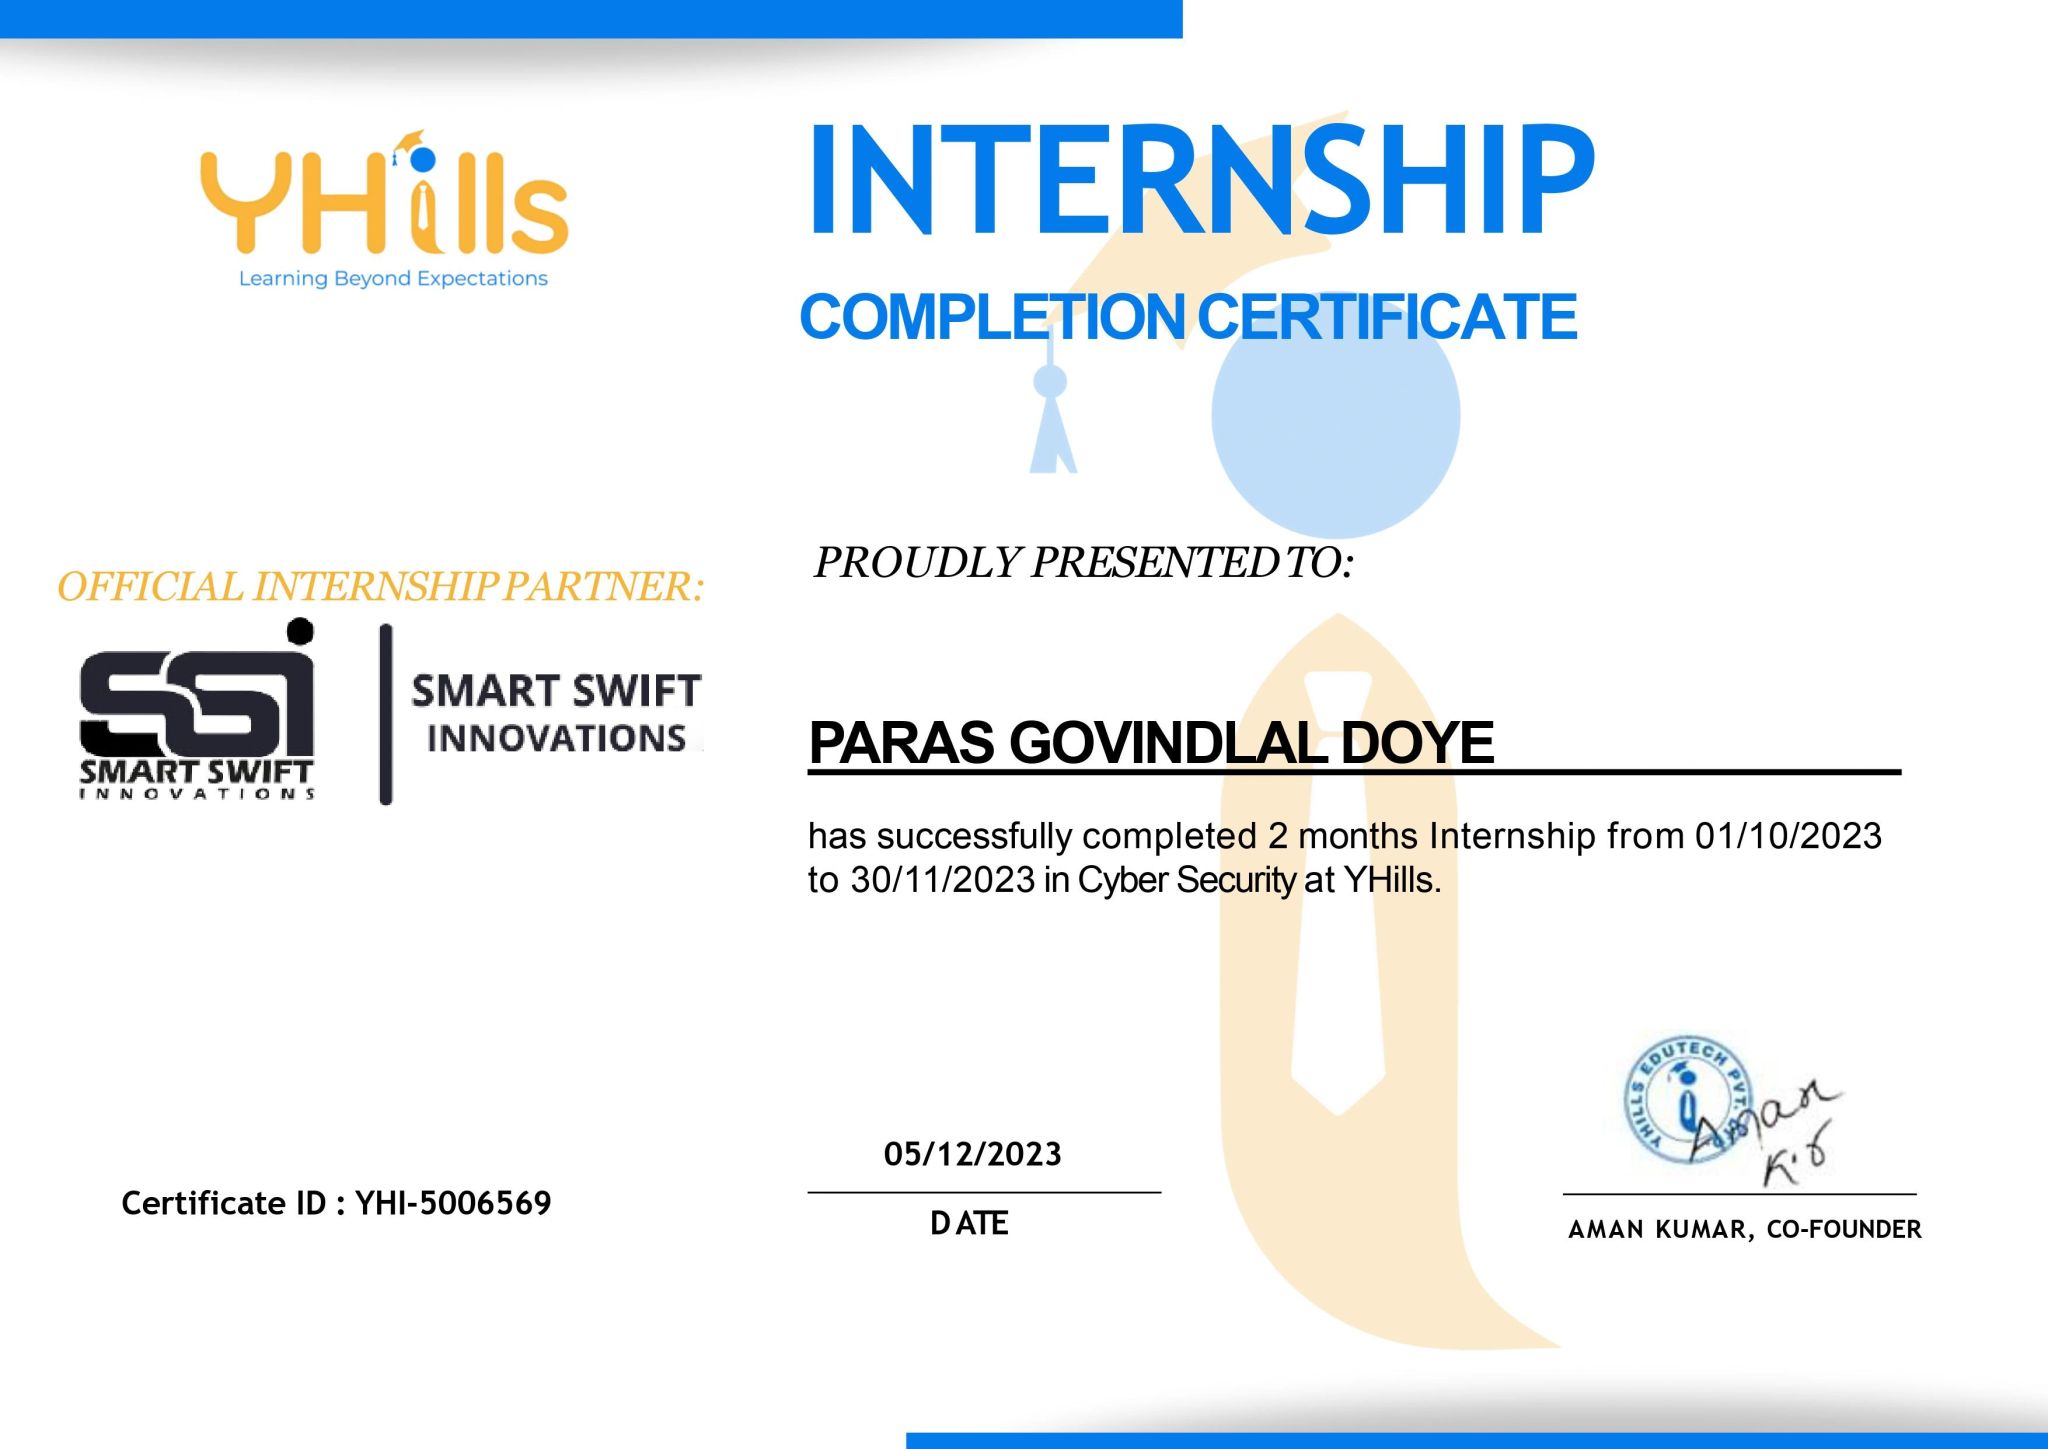 YHills
Learning Beyond Expectations
INTERNSHIP
COMPLETION CERTIFICATE
OFFICIAL INTERNSHIP PARTNER:
SGi
SMART SWIFT
INNOVATIONS
SMART SWIFT
INNOVATIONS
PROUDLY PRESENTED TO:
PARAS GOVINDLAL DOYE
has successfully completed 2 months Internship from 01/10/2023
to 30/11/2023 in Cyber Security at YHills.
Certificate ID : YHI-5006569
05/12/2023
DATE
YHILLS EDUTECH PVT.
Aman
AMAN KUMAR, CO-FOUNDER